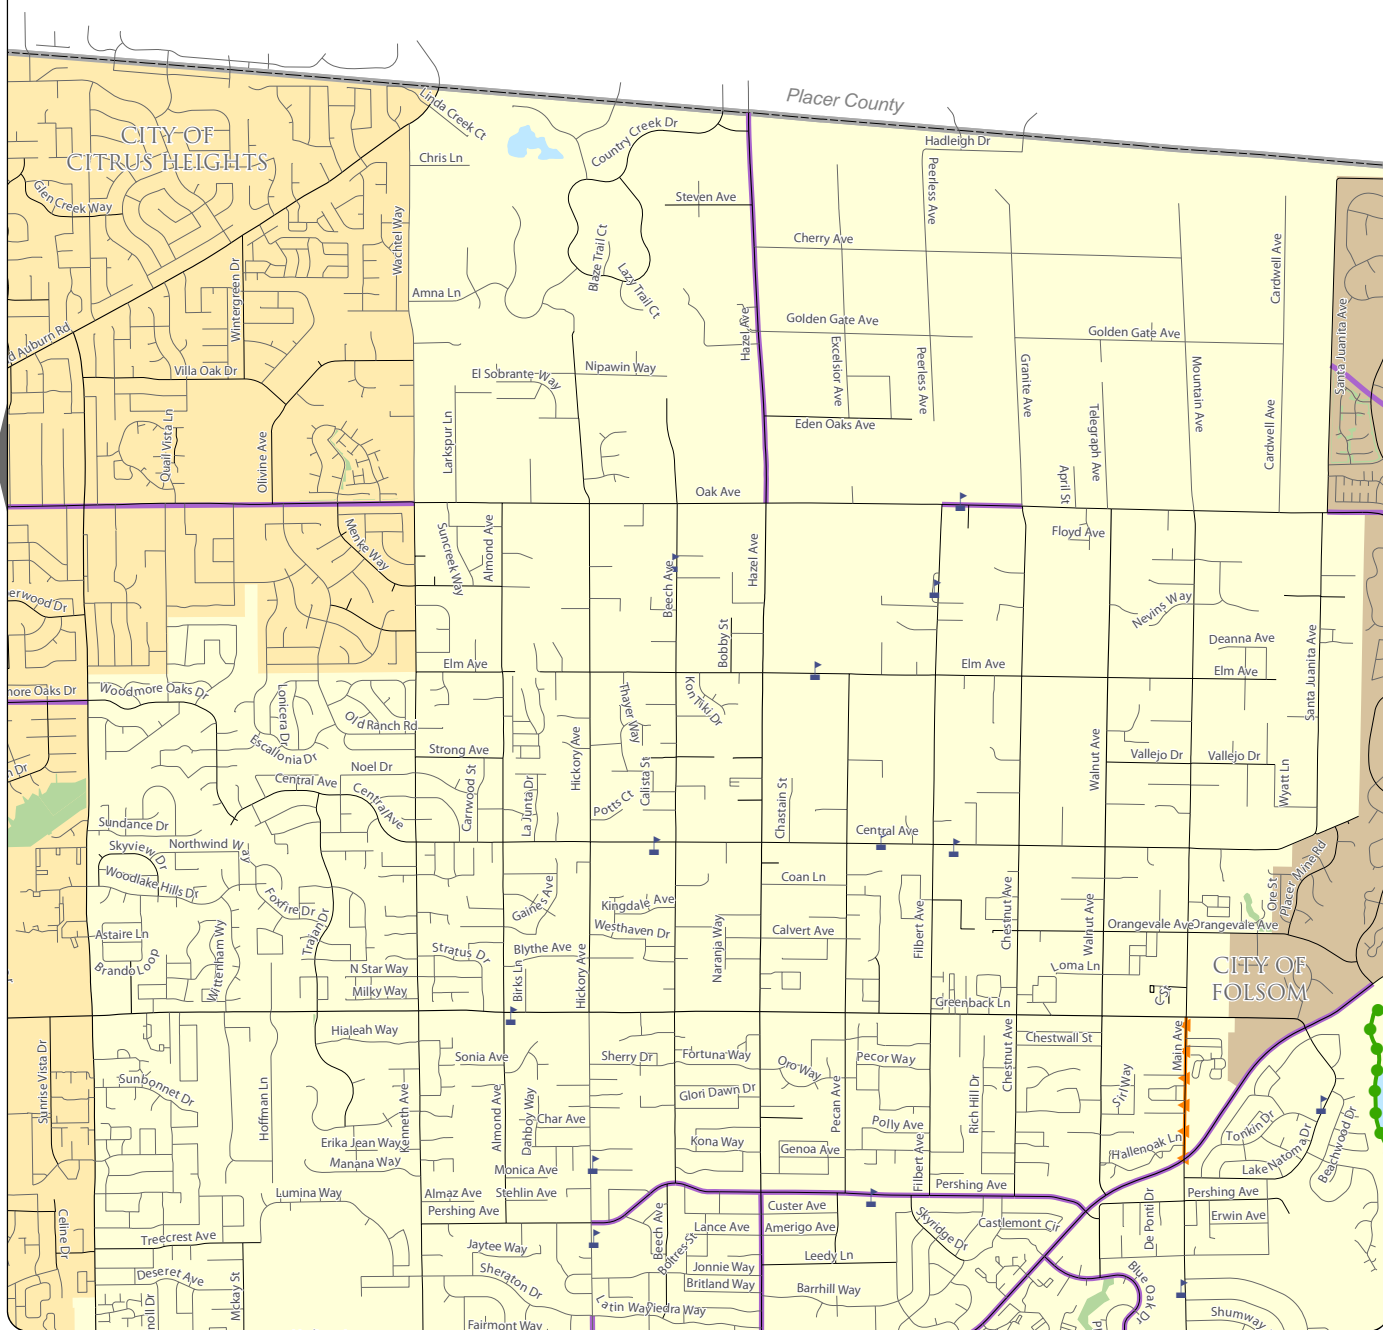 Placer County
CITY OF
CITRUS HEIGHTS
Linda Creek Ct
Country Creek Dr
Hadleigh Dr
Chris Ln
Peerless Ave
Glen Creek Way
Steven Ave
Wachtel Way
Cherry Ave
Cardwell Ave
Blaze Trail Ct
Lazy Trail Ct
Wintergreen Dr
Amna Ln
Hazel Ave
Golden Gate Ave
Golden Gate Ave
Santa Juanita Ave
d Auburn Rd
Villa Oak Dr
El Sobrante Way
Nipawin Way
Excelsior Ave
Peerless Ave
Granite Ave
Mountain Ave
Quail Vista Ln
Olivine Ave
Larkspur Ln
Eden Oaks Ave
Telegraph Ave
Cardwell Ave
Oak Ave
April St
Menke Way
Suncreek Way
Almond Ave
Hazel Ave
Floyd Ave
Beech Ave
erwood Dr
Nevins Way
Bobby St
Deanna Ave
Elm Ave
Elm Ave
Elm Ave
Santa Juanita Ave
more Oaks Dr
Woodmore Oaks Dr
Lonicera Dr
Old Ranch Rd
Thayer Way
Kon Tiki Dr
Escallonia Dr
Strong Ave
Hickory Ave
Walnut Ave
Vallejo Dr
Vallejo Dr
n Dr
Noel Dr
Central Ave
Central Ave
Carrwood St
La Junta Dr
Calista St
Potts Ct
Chastain St
Wyatt Ln
Sundance Dr
Central Ave
Skyview Dr
Northwind Way
Woodlake Hills Dr
Foxfire Dr
Trajan Dr
Gaines Ave
Kingdale Ave
Coan Ln
Ore St
Placer Mine Rd
Filbert Ave
Chestnut Ave
Walnut Ave
Orangevale Ave
Orangevale Ave
Astaire Ln
Brando Loop
Wittenham Wy
Stratus Dr
Blythe Ave
Westhaven Dr
Naranja Way
Calvert Ave
N Star Way
Milky Way
Birks Ln
Hickory Ave
Loma Ln
CITY OF
FOLSOM
C St
Greenback Ln
Hialeah Way
Sunrise Vista Dr
Sonia Ave
Sherry Dr
Fortuna Way
Oro Way
Pecor Way
Chestnut Ave
Chestwall St
Main Ave
Sunbonnet Dr
Hoffman Ln
Kenneth Ave
Almond Ave
Dahboy Way
Char Ave
Glori Dawn Dr
Pecan Ave
Polly Ave
Rich Hill Dr
Siri Way
Erika Jean Way
Manana Way
Monica Ave
Kona Way
Genoa Ave
Filbert Ave
Hallenoak Ln
Tonkin Dr
Lake Natoma Dr
Beachwood Dr
Lumina Way
Almaz Ave
Stehlin Ave
Pershing Ave
Pershing Ave
Pershing Ave
Celine Dr
Treecrest Ave
Beech Ave
Custer Ave
Lance Ave
Amerigo Ave
Skyridge Dr
Castlemont Cir
De Ponti Dr
Erwin Ave
Jaytee Way
Boltres St
Leedy Ln
Deseret Ave
Mckay St
Sheraton Dr
Jonnie Way
Britland Way
Barrhill Way
Blue Oak Dr
noll Dr
Latin Way
Piedra Way
Fairmont Way
Shumway